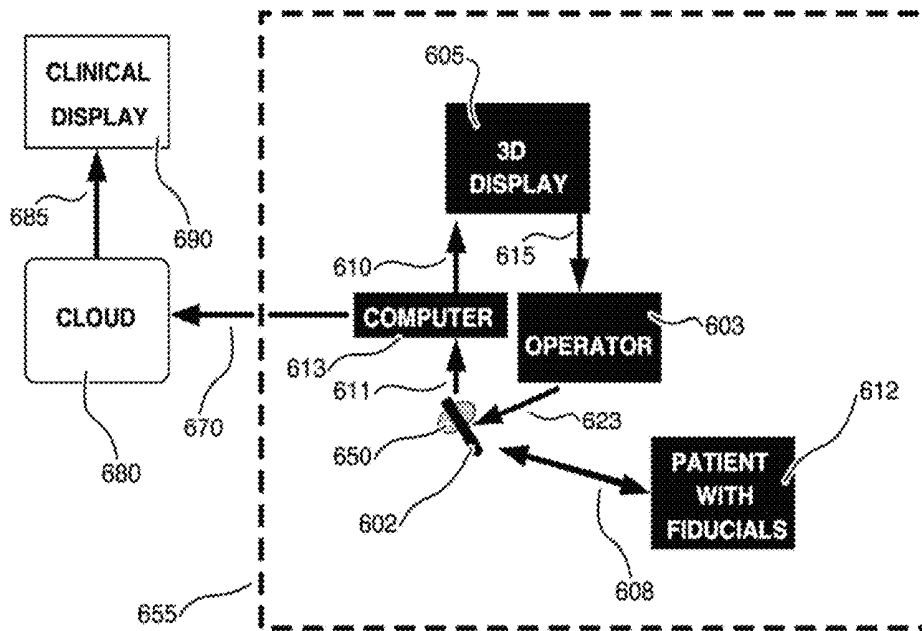 CLINICAL
DISPLAY
605
3D
DISPLAY
685
690
610
615
CLOUD
COMPUTER
OPERATOR
603
613
611
670
650
623
612
680
602
PATIENT
WITH
FIDUCIALS
608
655